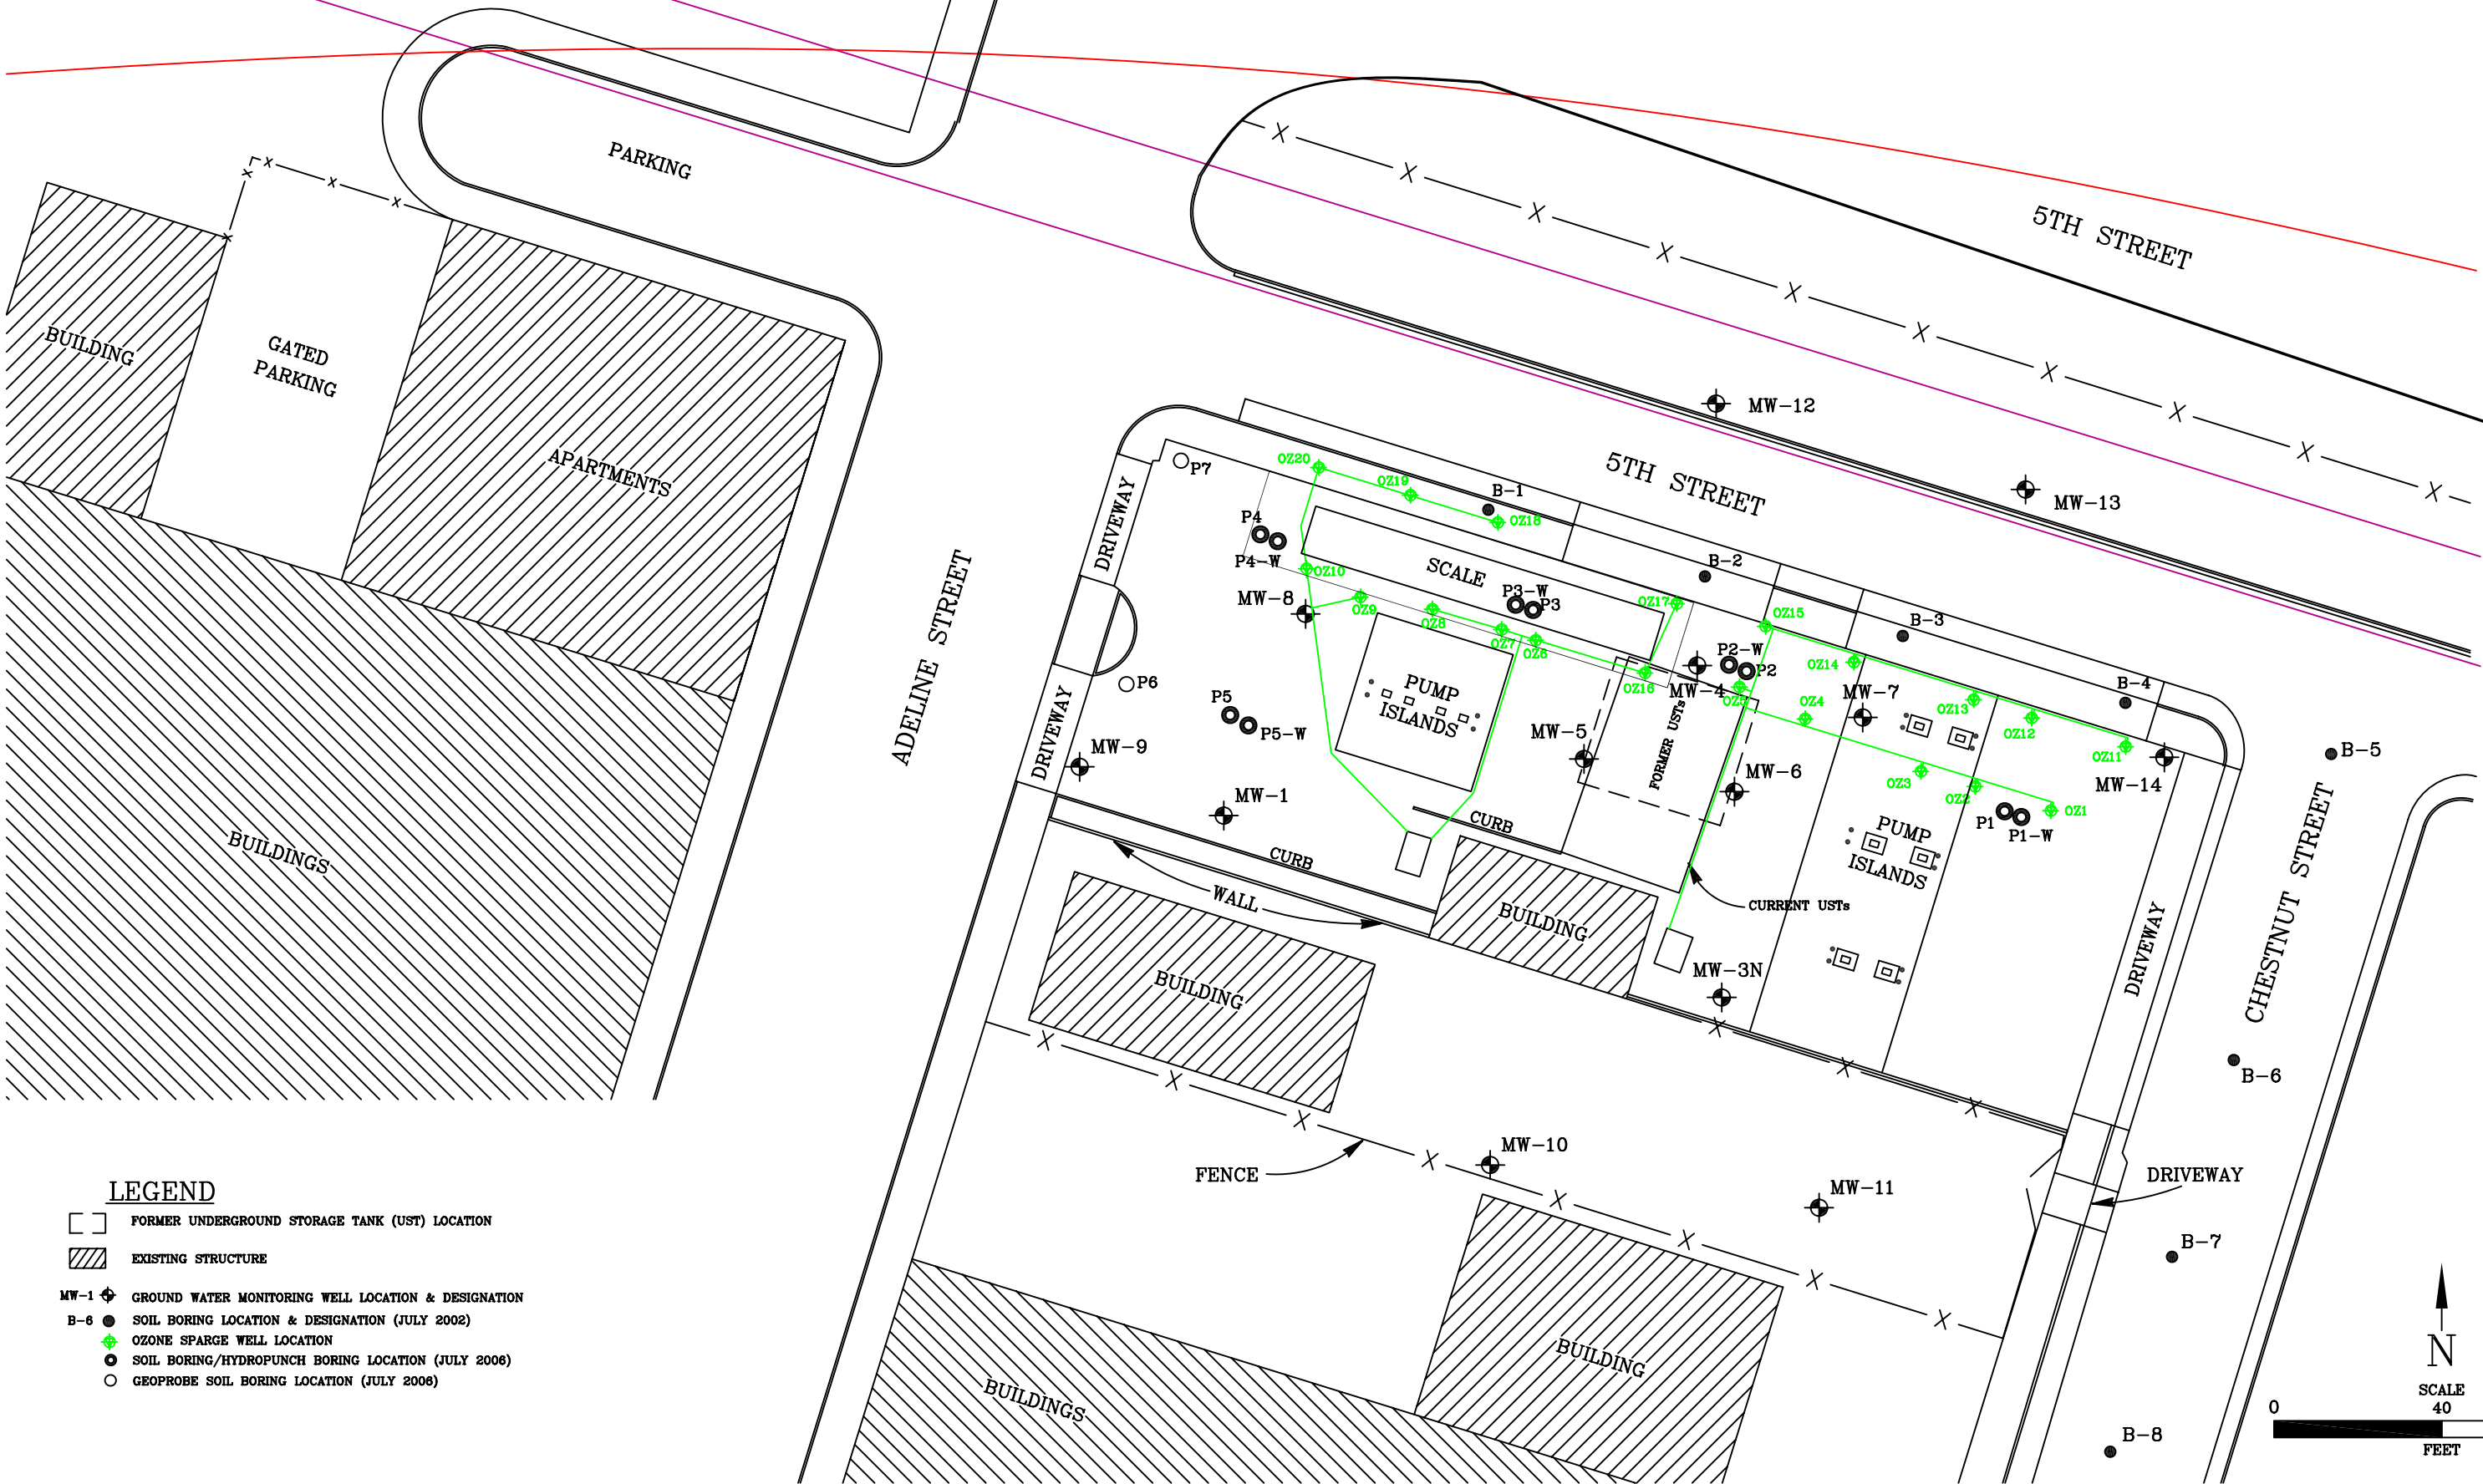 PARKING
5TH STREET
BUILDING
GATED
PARKING
APARTMENTS
BUILDINGS
ADELINE STREET
DRIVEWAY
DRIVEWAY
5TH STREET
MW-12
MW-13
P7
OZ20
OZ19
OZ18
B-1
P4
P4-W
OZ10
SCALE
P3-W
P3
B-2
MW-8
OZ9
OZ8
OZ7
OZ6
OZ17
OZ15
B-3
P6
P2-W
P2
OZ14
OZ16
MW-4
OZ5
OZ4
MW-7
OZ13
B-4
P5
P5-W
PUMP
ISLANDS
MW-5
FORMER USTs
OZ12
OZ11
MW-14
B-5
MW-9
MW-6
OZ3
OZ2
OZ1
MW-1
P1
P1-W
PUMP
ISLANDS
CURB
CURB
WALL
BUILDING
CURRENT USTs
CHESTNUT STREET
DRIVEWAY
BUILDING
MW-3N
B-6
MW-10
FENCE
MW-11
DRIVEWAY
B-7
BUILDING
BUILDINGS
B-8
LEGEND
FORMER UNDERGROUND STORAGE TANK (UST) LOCATION
EXISTING STRUCTURE
MW-1 GROUND WATER MONITORING WELL LOCATION & DESIGNATION
B-6 SOIL BORING LOCATION & DESIGNATION (JULY 2002)
OZONE SPARGE WELL LOCATION
SOIL BORING/HYDROPUNCH BORING LOCATION (JULY 2006)
GEOPROBE SOIL BORING LOCATION (JULY 2006)
N
SCALE
0 40
FEET